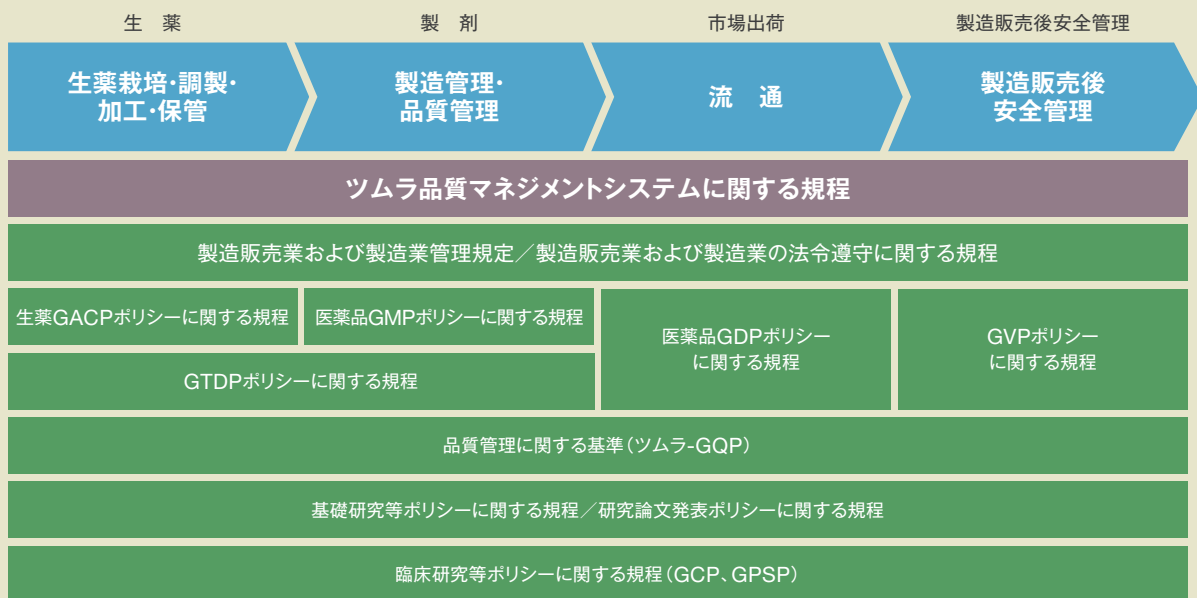 生　薬
製　剤
市場出荷
製造販売後安全管理
生薬栽培・調製・
加工・保管
製造管理・
品質管理
流　通
製造販売後
安全管理
ツムラ品質マネジメントシステムに関する規程
製造販売業および製造業管理規定／製造販売業および製造業の法令遵守に関する規程
生薬GACPポリシーに関する規程
医薬品GMPポリシーに関する規程
医薬品GDPポリシー
に関する規程
GVPポリシー
に関する規程
GTDPポリシーに関する規程
品質管理に関する基準（ツムラ-GQP）
基礎研究等ポリシーに関する規程／研究論文発表ポリシーに関する規程
臨床研究等ポリシーに関する規程（GCP、GPSP）